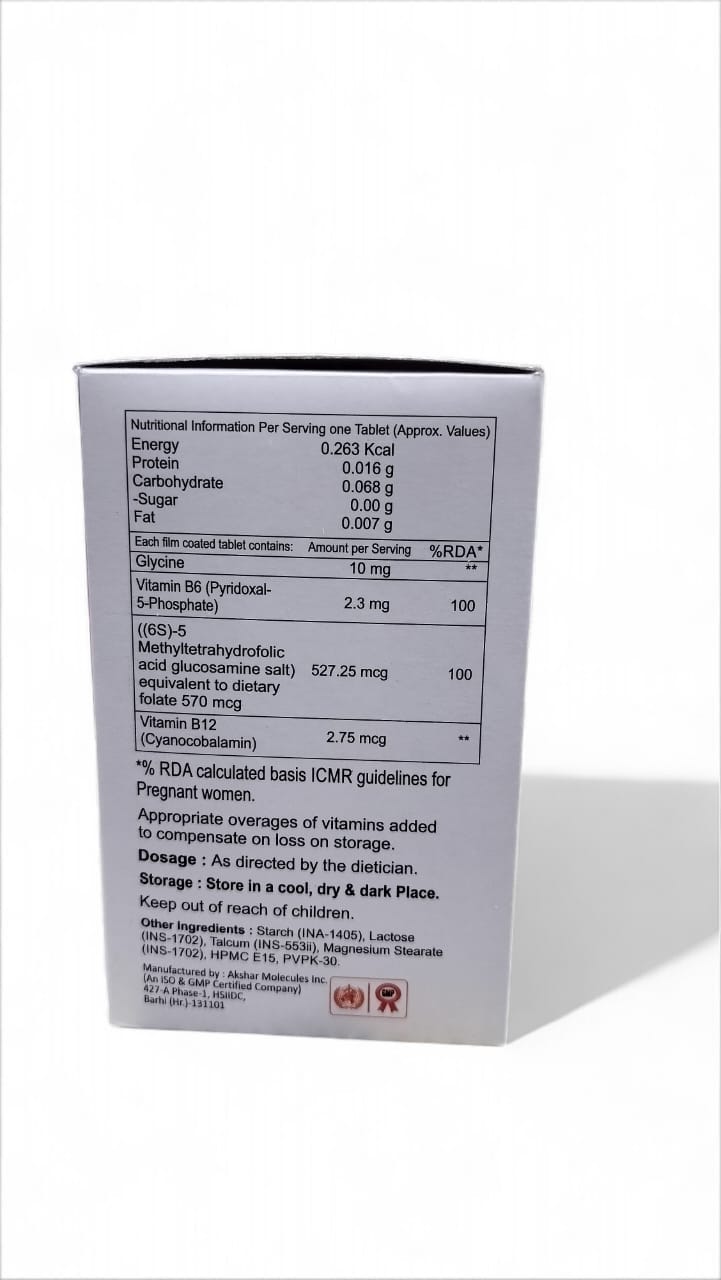 Nutritional Information Per Serving one Tablet (Approx. Values)
Energy 0.263 Kcal
Protein 0.016 g
Carbohydrate 0.068 g
-Sugar 0.00 g
Fat 0.007 g
Each film coated tablet contains: Amount per Serving %RDA*
Glycine 10 mg **
Vitamin B6 (Pyridoxal-
5-Phosphate) 2.3 mg 100
((6S)-5
Methyltetrahydrofolic
acid glucosamine salt) 527.25 mcg 100
equivalent to dietary
folate 570 mcg
Vitamin B12
(Cyanocobalamin) 2.75 mcg **
*% RDA calculated basis ICMR guidelines for
Pregnant women.
Appropriate overages of vitamins added
to compensate on loss on storage.
Dosage : As directed by the dietician.
Storage : Store in a cool, dry & dark Place.
Keep out of reach of children.
Other Ingredients : Starch (INA-1405), Lactose
(INS-1702), Talcum (INS-553ii), Magnesium Stearate
(INS-1702), HPMC E15, PVPK-30.
Manufactured by : Akshar Molecules Inc.
(An ISO & GMP Certified Company)
427-A Phase-1, HSIIDC,
Barhi (Hr.)-131101
GMP